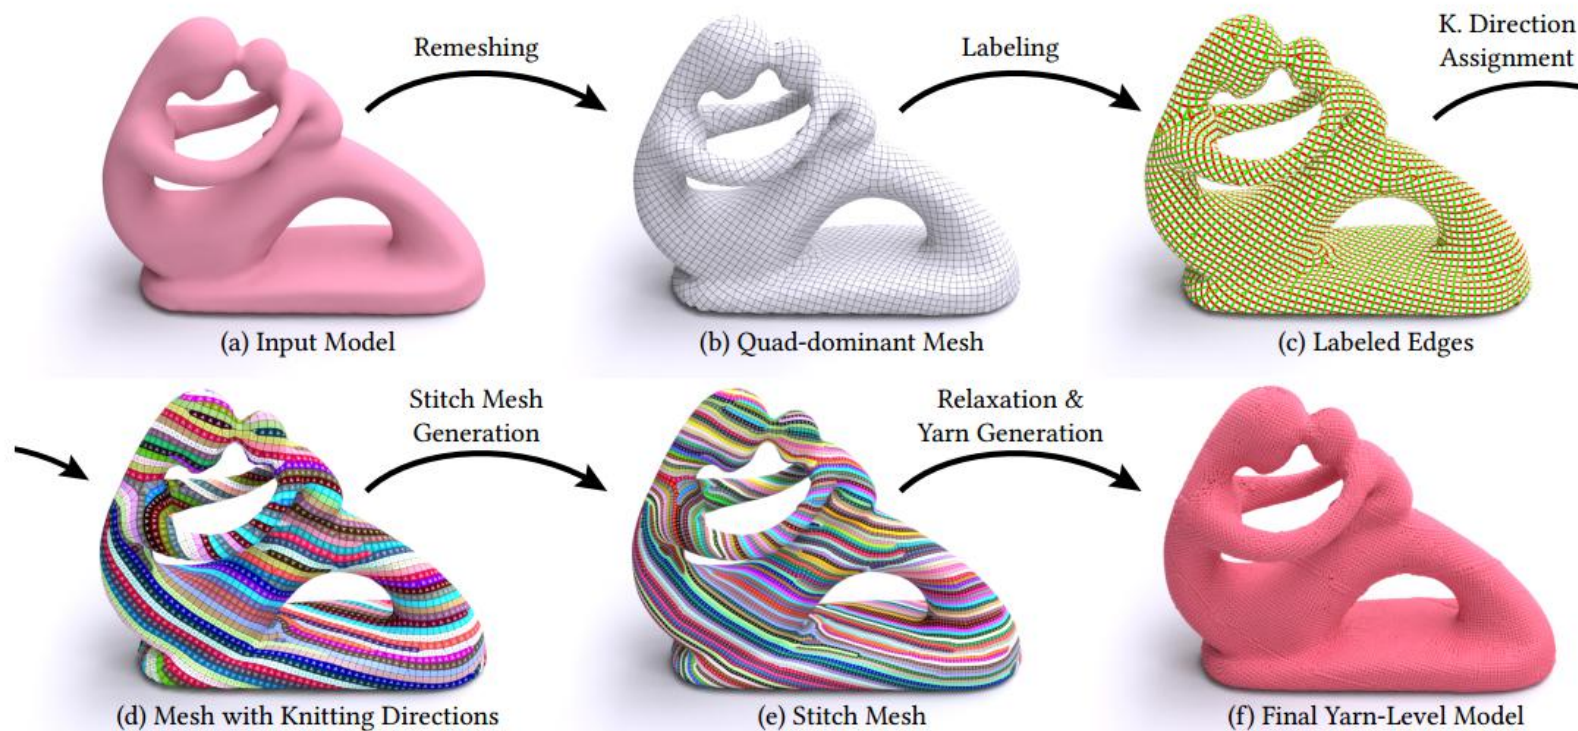 Remeshing
Labeling
K. Direction
Assignment
(a) Input Model
(b) Quad-dominant Mesh
(c) Labeled Edges
Stitch Mesh
Generation
Relaxation &
Yarn Generation
(d) Mesh with Knitting Directions
(e) Stitch Mesh
(f) Final Yarn-Level Model